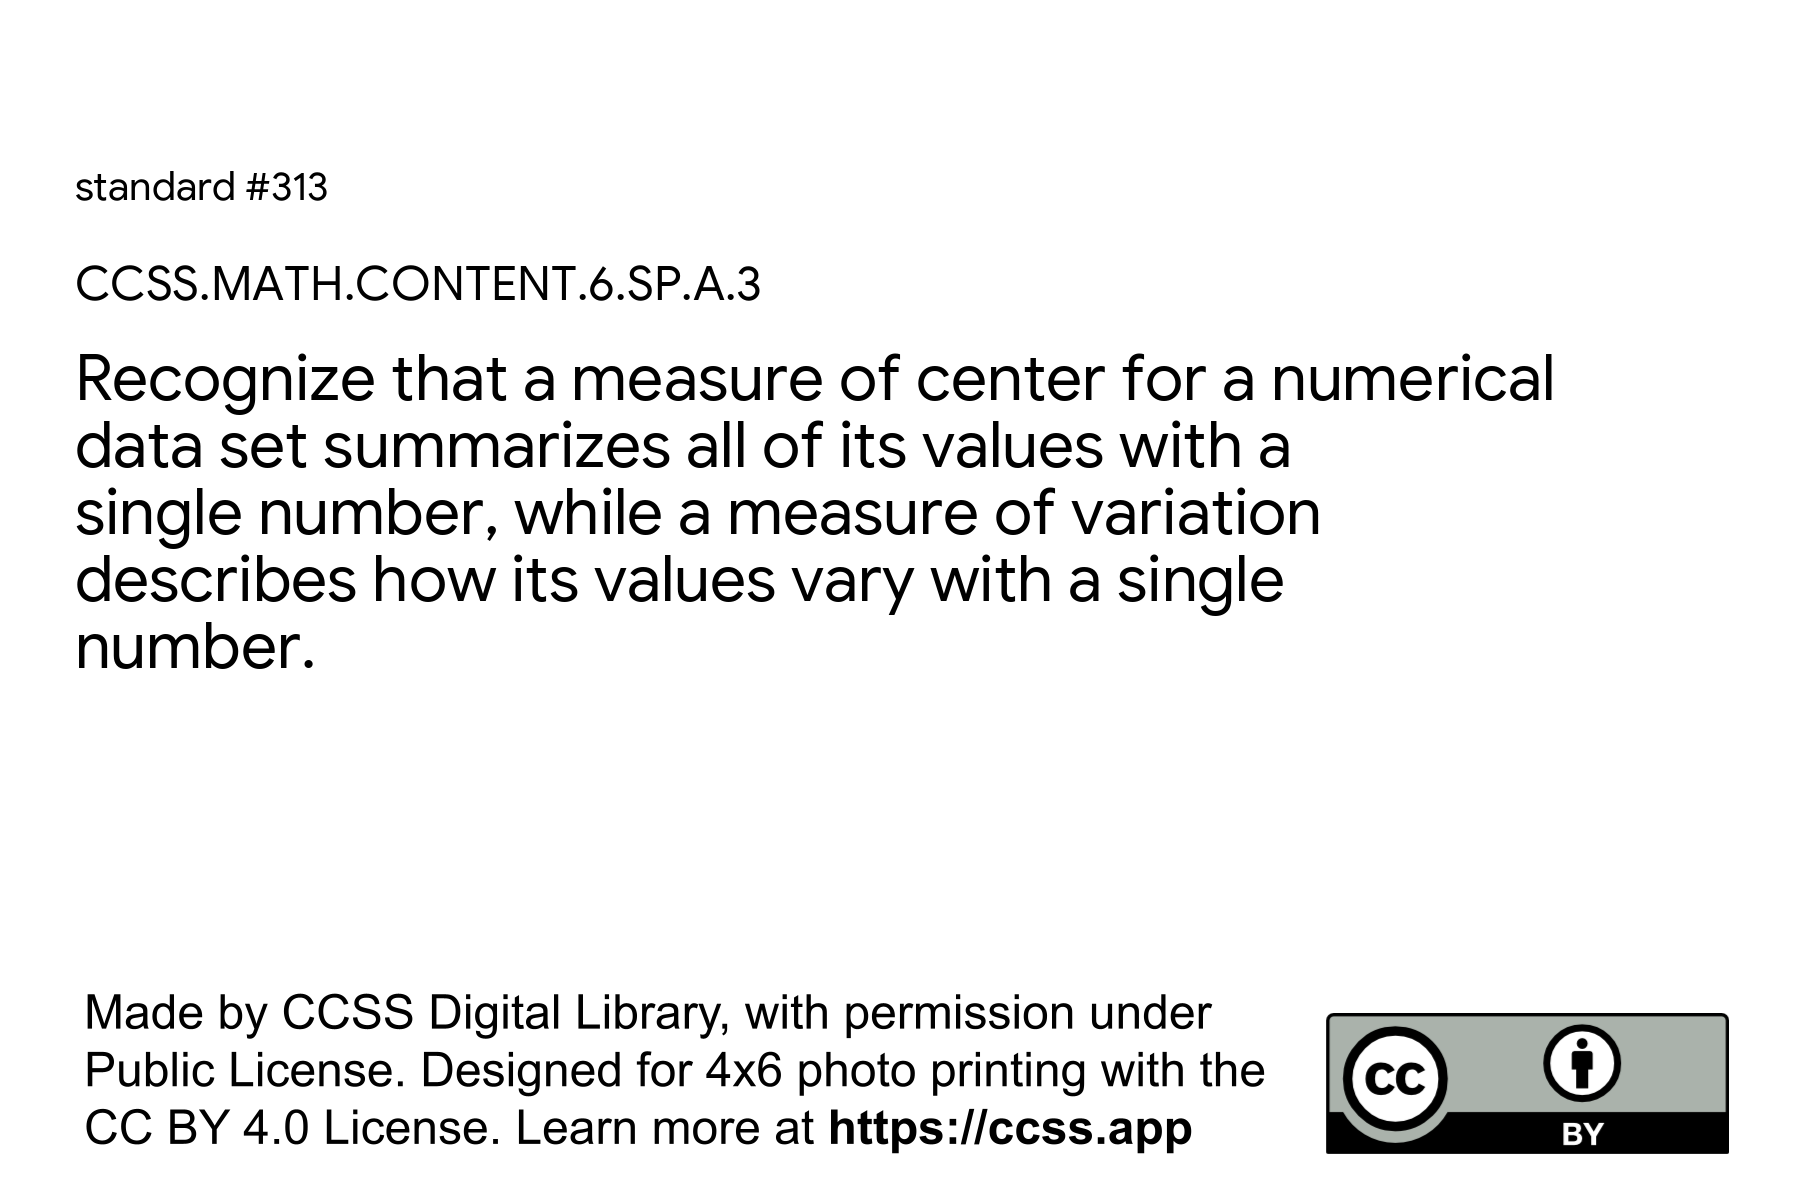 standard #313
CCSS.MATH.CONTENT.6.SP.A.3
Recognize that a measure of center for a numerical
data set summarizes all of its values with a
single number, while a measure of variation
describes how its values vary with a single
number.
Made by CCSS Digital Library, with permission under
Public License. Designed for 4x6 photo printing with the
CC BY 4.0 License. Learn more at https://ccss.app
CC
BY